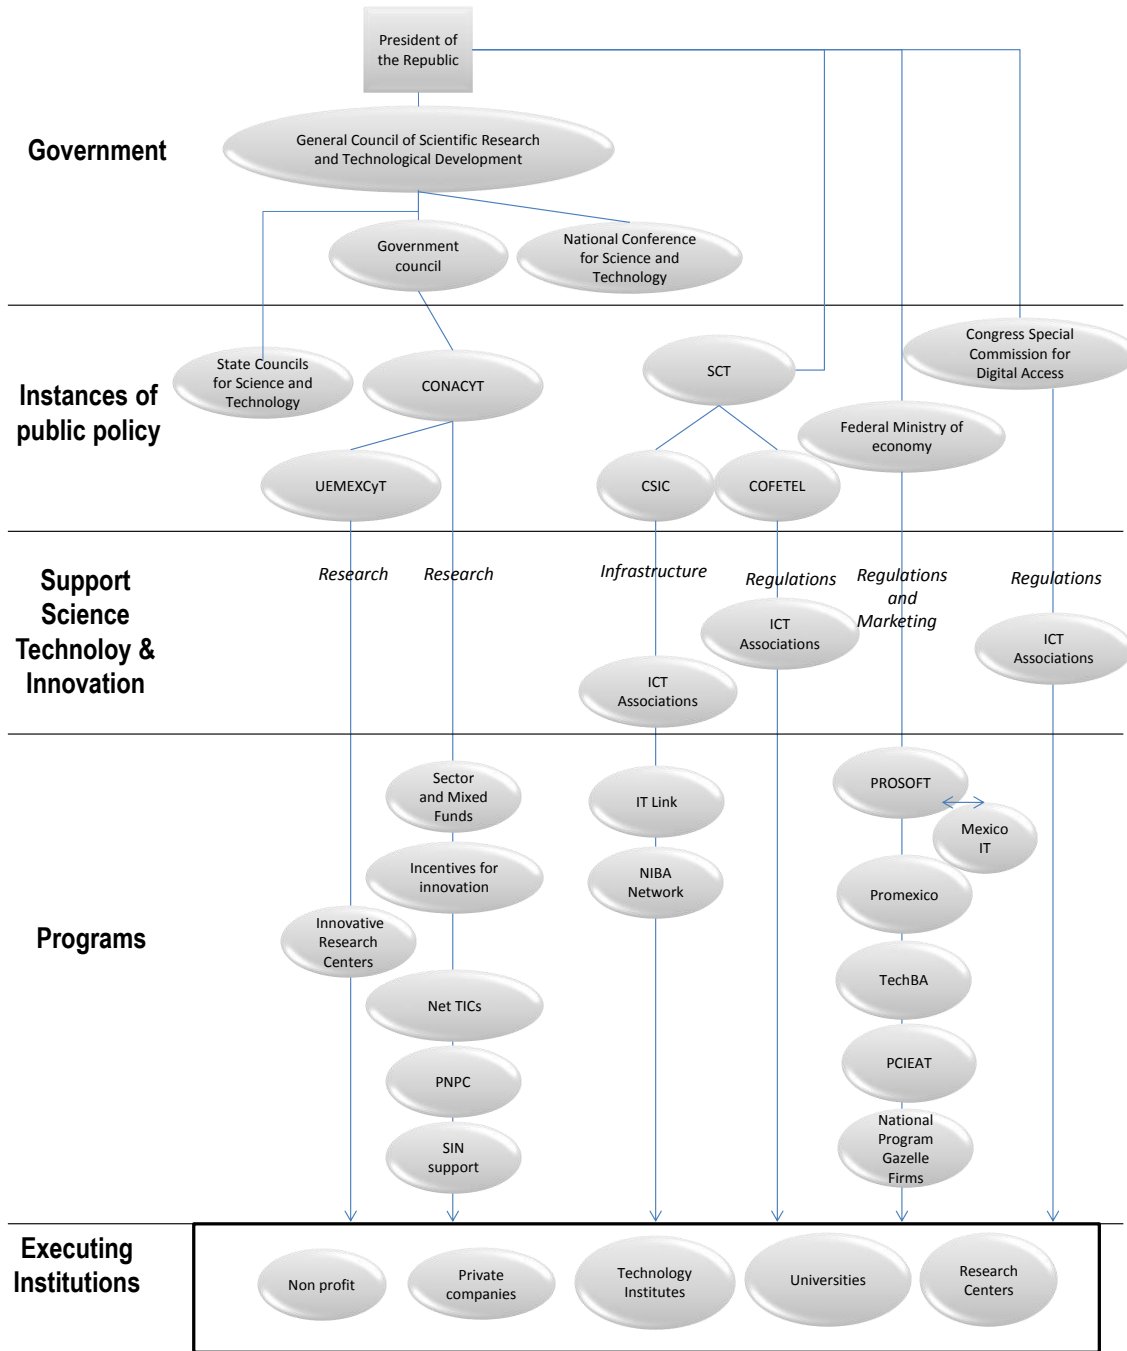 President of
the Republic
Government
General Council of Scientific Research
and Technological Development
Government
council
National Conference
for Science and
Technology
Instances of
public policy
State Councils
for Science and
Technology
CONACYT
SCT
Congress Special
Commission for
Digital Access
Federal Ministry of
economy
UEMEXCyT
CSIC
COFETEL
Support
Science
Technoloy &
Innovation
Research
Research
Infrastructure
Regulations
Regulations
and
Marketing
Regulations
ICT
Associations
ICT
Associations
ICT
Associations
Programs
Sector
and Mixed
Funds
IT Link
PROSOFT
Mexico
IT
Incentives for
innovation
NIBA
Network
Promexico
Innovative
Research
Centers
Net TICs
TechBA
PNPC
PCIEAT
SIN
support
National
Program
Gazelle
Firms
Executing
Institutions
Non profit
Private
companies
Technology
Institutes
Universities
Research
Centers